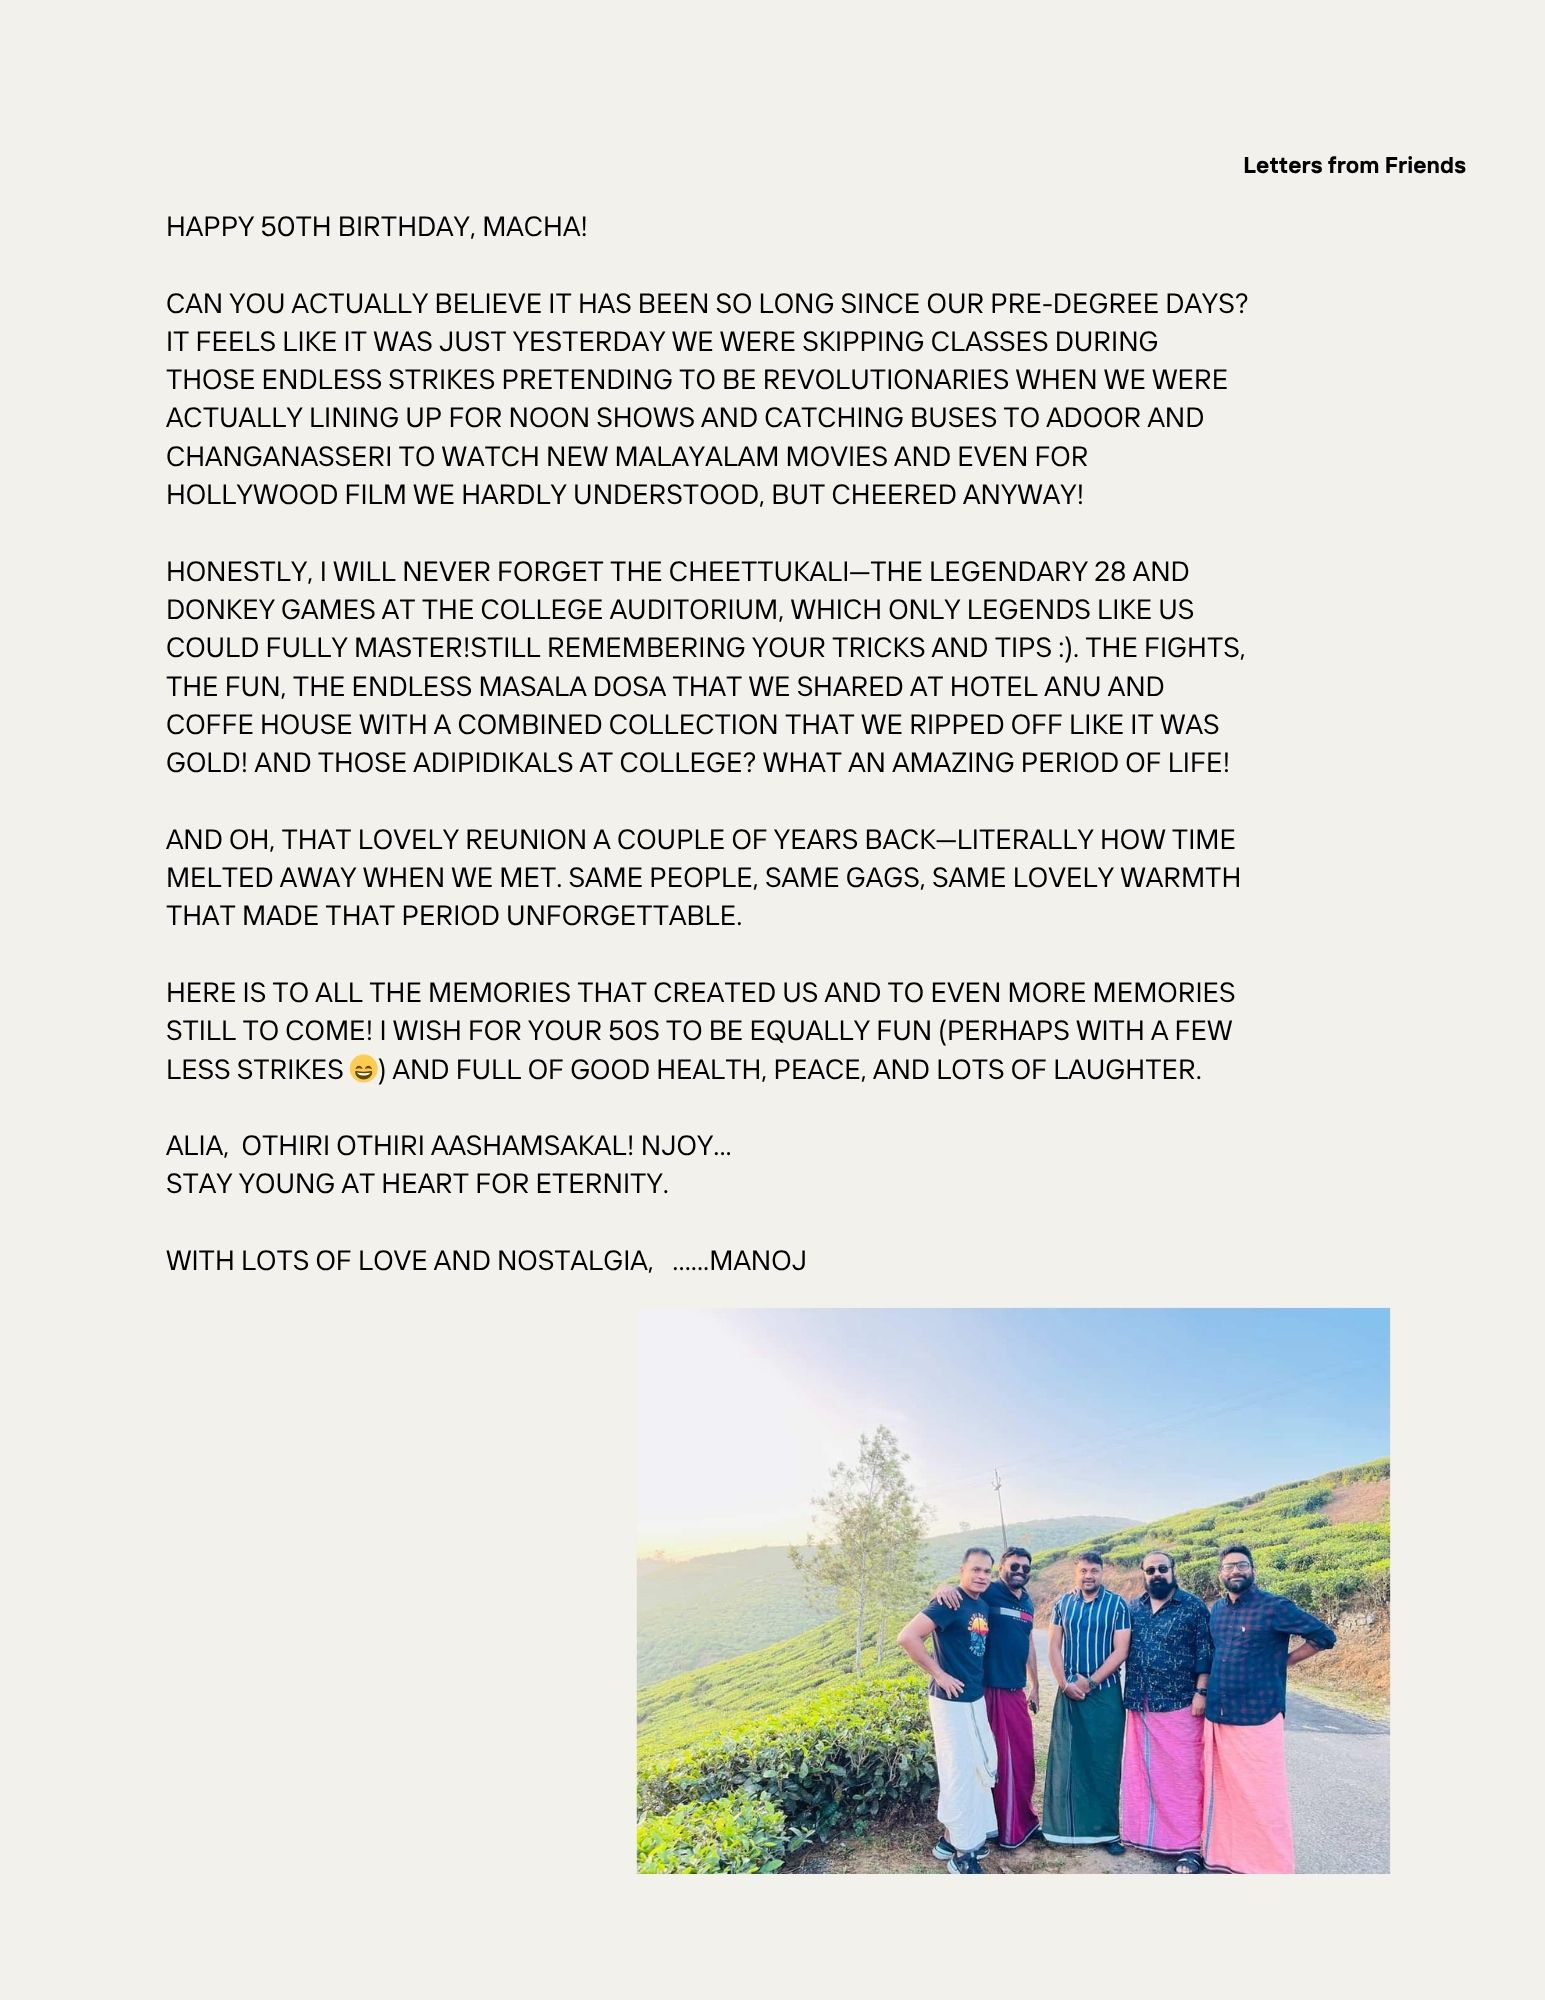 Letters from Friends
HAPPY 50TH BIRTHDAY, MACHA!
CAN YOU ACTUALLY BELIEVE IT HAS BEEN SO LONG SINCE OUR PRE-DEGREE DAYS?
IT FEELS LIKE IT WAS JUST YESTERDAY WE WERE SKIPPING CLASSES DURING
THOSE ENDLESS STRIKES PRETENDING TO BE REVOLUTIONARIES WHEN WE WERE
ACTUALLY LINING UP FOR NOON SHOWS AND CATCHING BUSES TO ADOOR AND
CHANGANASSERI TO WATCH NEW MALAYALAM MOVIES AND EVEN FOR
HOLLYWOOD FILM WE HARDLY UNDERSTOOD, BUT CHEERED ANYWAY!
HONESTLY, I WILL NEVER FORGET THE CHEETTUKALI—THE LEGENDARY 28 AND
DONKEY GAMES AT THE COLLEGE AUDITORIUM, WHICH ONLY LEGENDS LIKE US
COULD FULLY MASTER!STILL REMEMBERING YOUR TRICKS AND TIPS :). THE FIGHTS,
THE FUN, THE ENDLESS MASALA DOSA THAT WE SHARED AT HOTEL ANU AND
COFFE HOUSE WITH A COMBINED COLLECTION THAT WE RIPPED OFF LIKE IT WAS
GOLD! AND THOSE ADIPIDIKALS AT COLLEGE? WHAT AN AMAZING PERIOD OF LIFE!
AND OH, THAT LOVELY REUNION A COUPLE OF YEARS BACK—LITERALLY HOW TIME
MELTED AWAY WHEN WE MET. SAME PEOPLE, SAME GAGS, SAME LOVELY WARMTH
THAT MADE THAT PERIOD UNFORGETTABLE.
HERE IS TO ALL THE MEMORIES THAT CREATED US AND TO EVEN MORE MEMORIES
STILL TO COME! I WISH FOR YOUR 50S TO BE EQUALLY FUN (PERHAPS WITH A FEW
LESS STRIKES 😄) AND FULL OF GOOD HEALTH, PEACE, AND LOTS OF LAUGHTER.
ALIA,  OTHIRI OTHIRI AASHAMSAKAL! NJOY...
STAY YOUNG AT HEART FOR ETERNITY.
WITH LOTS OF LOVE AND NOSTALGIA,   ......MANOJ